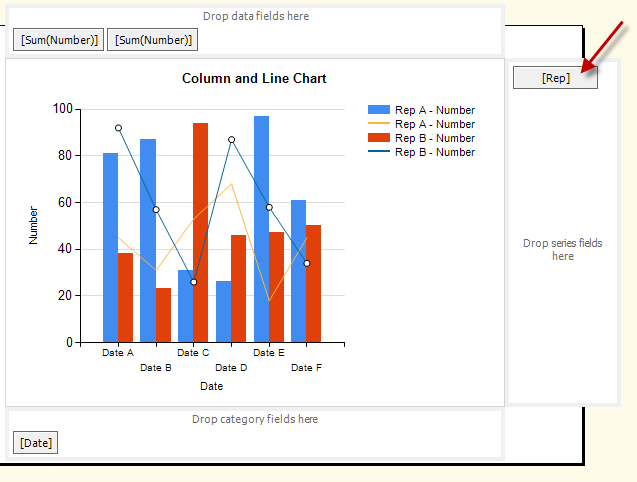 Drop data fields here
[Sum(Number)] [Sum(Number)]
[Rep]
Column and Line Chart
Rep A - Number
Rep A - Number
Rep B - Number
Rep B - Number
100
80
60
40
20
0
Number
Date A
Date B
Date C
Date D
Date E
Date F
Date
Drop series fields
here
Drop category fields here
[Date]